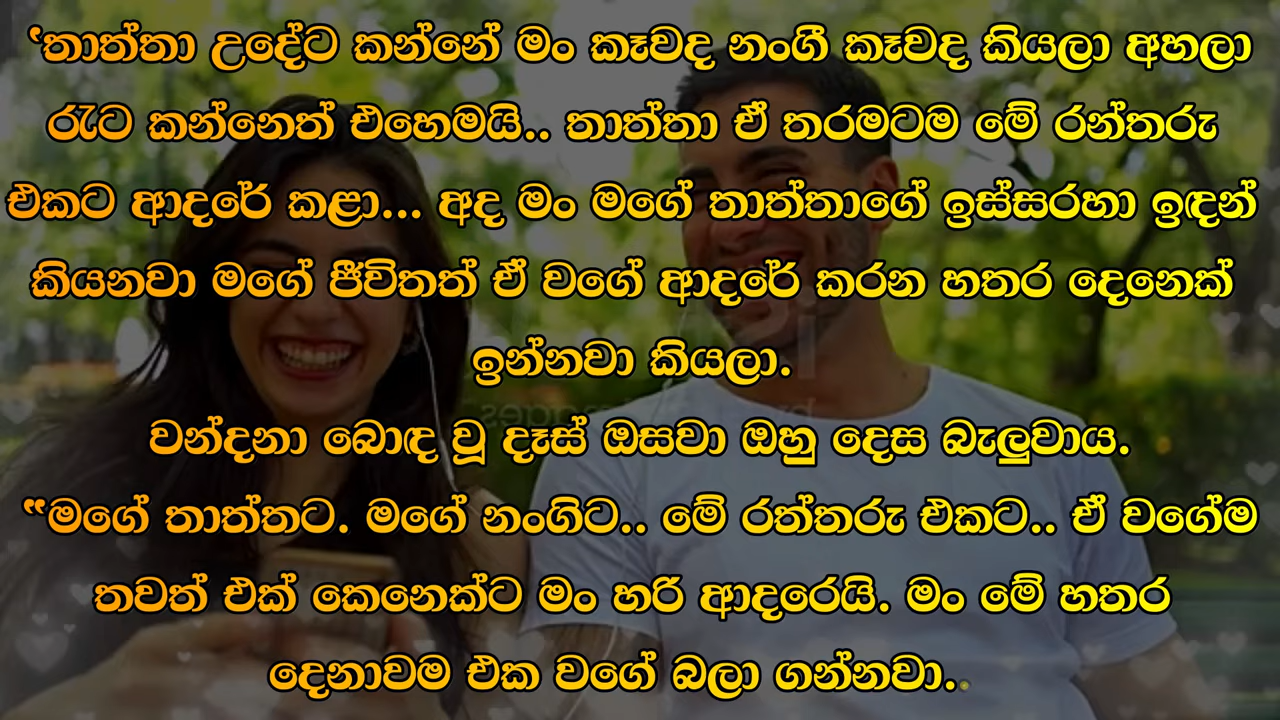 ‛තාත්තා උදේට කන්නේ මං කෑවද නංගී කෑවද කියලා අහලා
රැට කන්නෙත් එහෙමයි.. තාත්තා ඒ තරමටම මේ රන්තරු
එකට ආදරේ කළා... අද මං මගේ තාත්තාගේ ඉස්සරහා ඉඳන්
කියනවා මගේ ජීවිතත් ඒ වගේ ආදරේ කරන හතර දෙනෙක්
ඉන්නවා කියලා.
වන්දනා බොඳ වූ දෑස් ඔසවා ඔහු දෙස බැලුවාය.
‟මගේ තාත්තට. මගේ නංගිට.. මේ රත්තරු එකට.. ඒ වගේම
තවත් එක් කෙනෙක්ට මං හරි ආදරෙයි. මං මේ හතර
දෙනාවම එක වගේ බලා ගන්නවා..